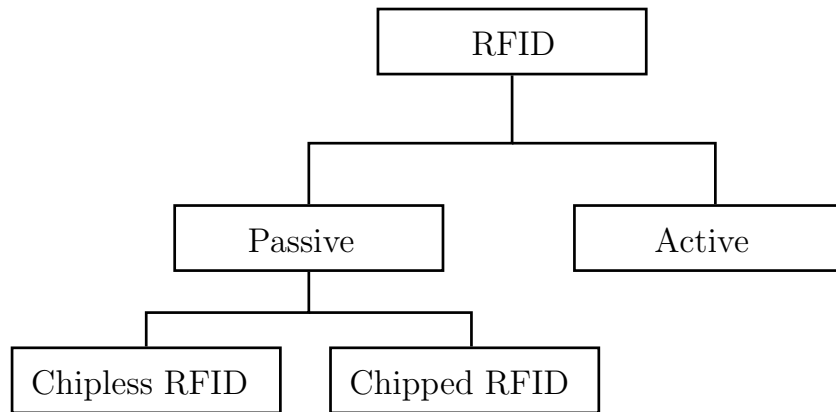 RFID
Passive
Active
Chipless RFID
Chipped RFID